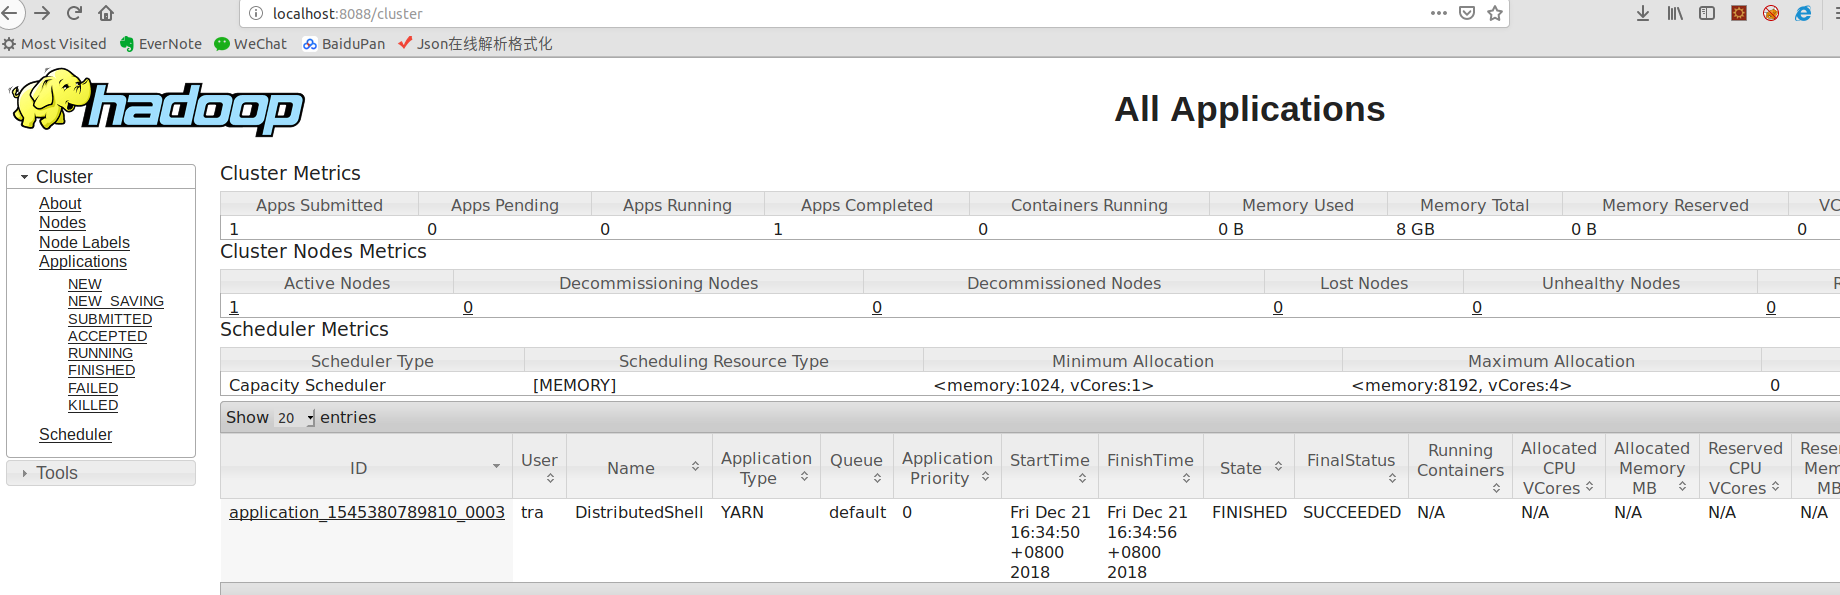 localhost:8088/cluster
Most Visited EverNote WeChat BaiduPan Json在线解析格式化
hadoop
All Applications
Cluster
About
Nodes
Node Labels
Applications
NEW
NEW_SAVING
SUBMITTED
ACCEPTED
RUNNING
FINISHED
FAILED
KILLED
Scheduler
Tools
Cluster Metrics
Apps Submitted Apps Pending Apps Running Apps Completed Containers Running Memory Used Memory Total Memory Reserved VC
1 0 0 1 0 0 B 8 GB 0 B 0
Cluster Nodes Metrics
Active Nodes Decommissioning Nodes Decommissioned Nodes Lost Nodes Unhealthy Nodes R
1 0 0 0 0 0
Scheduler Metrics
Scheduler Type Scheduling Resource Type Minimum Allocation Maximum Allocation
Capacity Scheduler [MEMORY] <memory:1024, vCores:1> <memory:8192, vCores:4> 0
Show 20 entries
ID User Name Application Type Queue Application Priority StartTime FinishTime State FinalStatus Running Containers Allocated CPU VCores Allocated Memory MB Reserved CPU VCores Reser Mem MB
application_1545380789810_0003 tra DistributedShell YARN default 0 Fri Dec 21 16:34:50 +0800 2018 Fri Dec 21 16:34:56 +0800 2018 FINISHED SUCCEEDED N/A N/A N/A N/A N/A